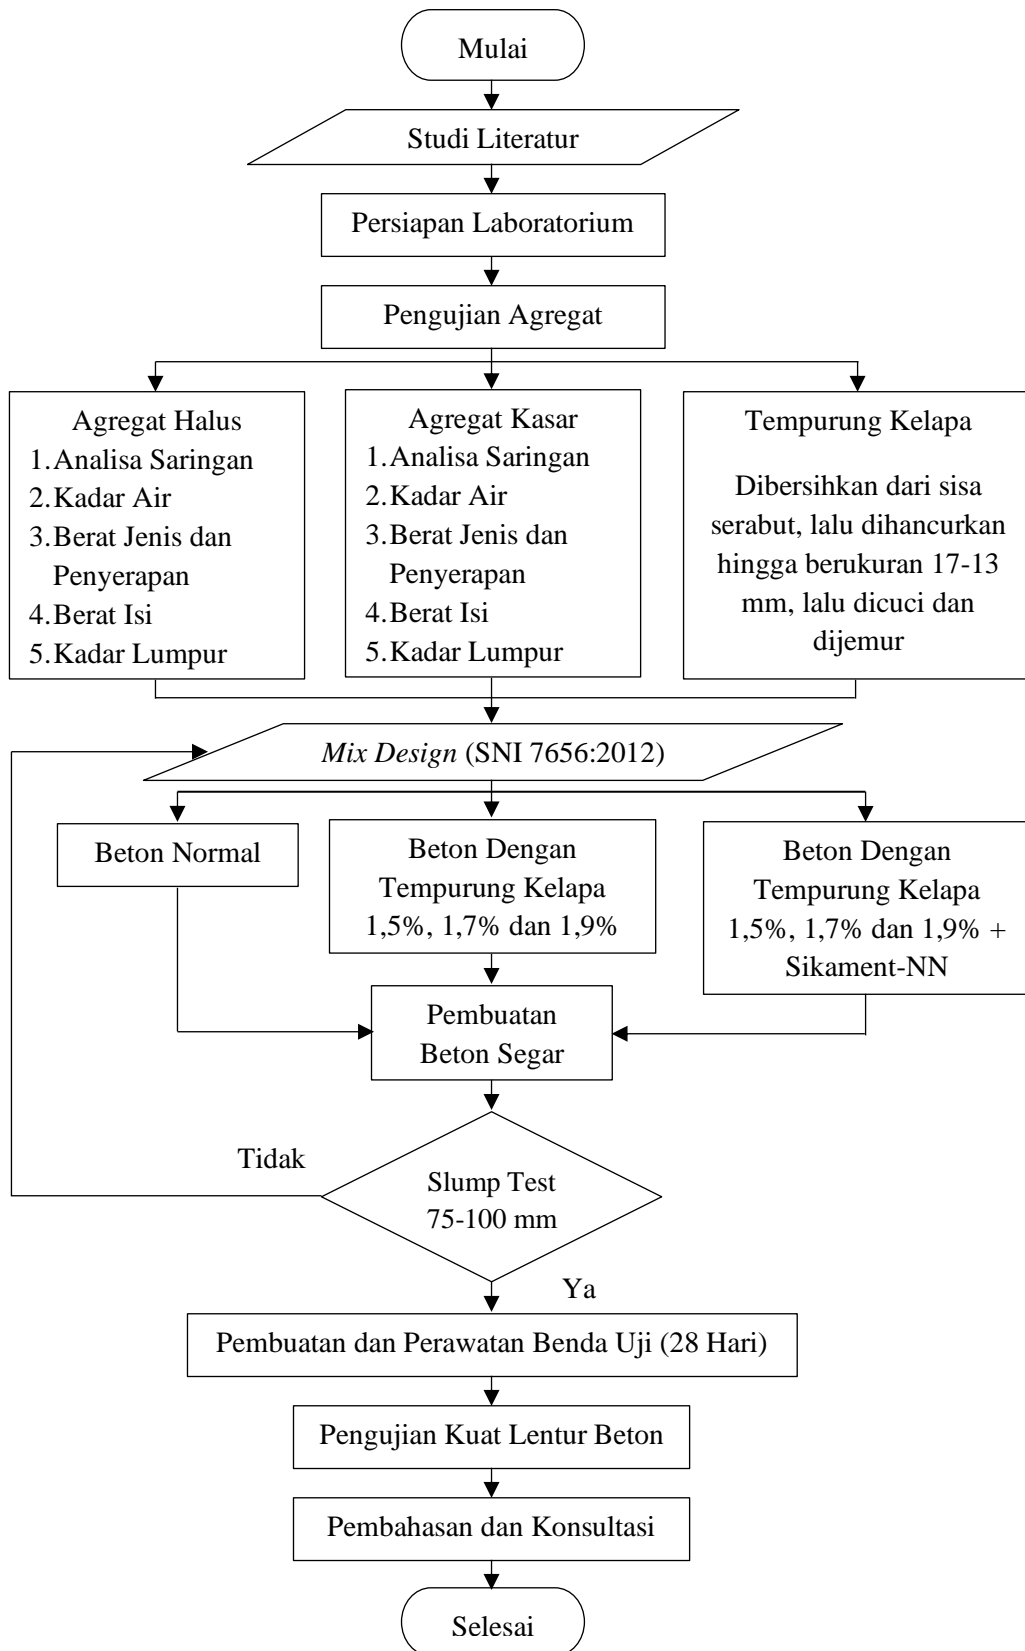 Mulai
Studi Literatur
Persiapan Laboratorium
Pengujian Agregat
Agregat Halus
1. Analisa Saringan
2. Kadar Air
3. Berat Jenis dan
Penyerapan
4. Berat Isi
5. Kadar Lumpur
Agregat Kasar
1. Analisa Saringan
2. Kadar Air
3. Berat Jenis dan
Penyerapan
4. Berat Isi
5. Kadar Lumpur
Tempurung Kelapa
Dibersihkan dari sisa
serabut, lalu dihancurkan
hingga berukuran 17-13
mm, lalu dicuci dan
dijemur
Mix Design (SNI 7656:2012)
Beton Normal
Beton Dengan
Tempurung Kelapa
1,5%, 1,7% dan 1,9%
Beton Dengan
Tempurung Kelapa
1,5%, 1,7% dan 1,9% +
Sikament-NN
Pembuatan
Beton Segar
Tidak
Slump Test
75-100 mm
Ya
Pembuatan dan Perawatan Benda Uji (28 Hari)
Pengujian Kuat Lentur Beton
Pembahasan dan Konsultasi
Selesai